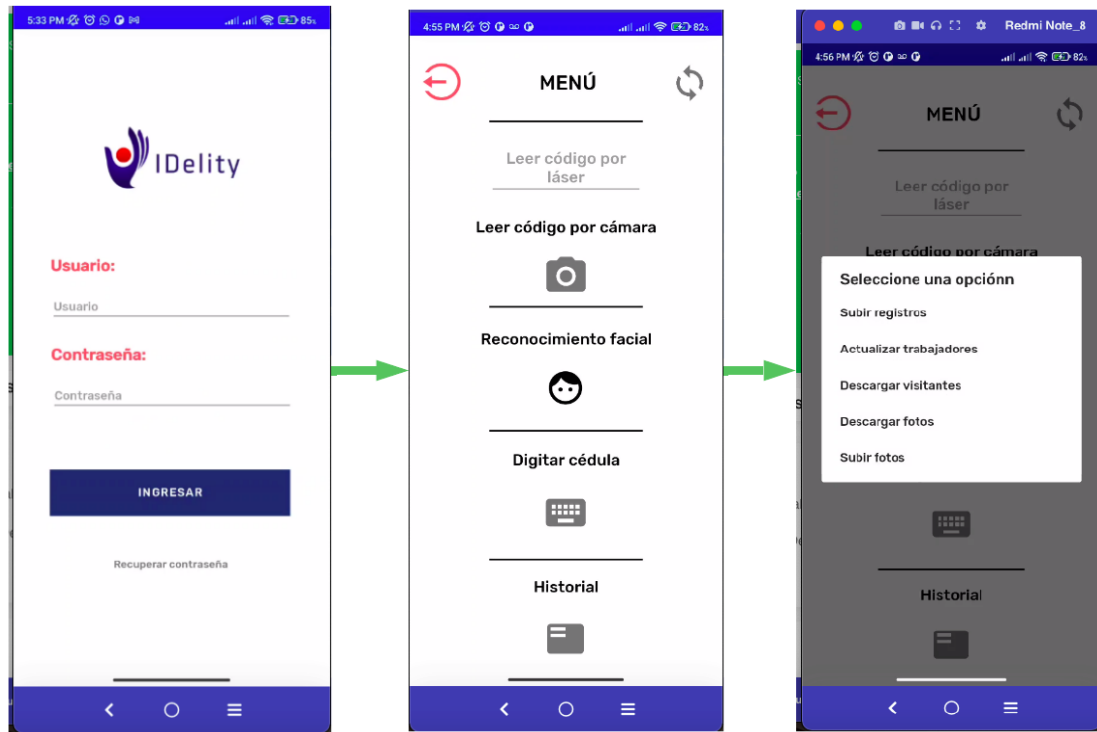 5:33 PM
85%
IDelity
Usuario:
Usuario
Contraseña:
Contraseña
INGRESAR
Recuperar contraseña
4:55 PM
82%
MENÚ
Leer código por
láser
Leer código por cámara
Reconocimiento facial
Digitar cédula
Historial
Redmi Note_8
4:56 PM
82%
MENÚ
Leer código por
láser
Leer código por cámara
Seleccione una opciónn
Subir registros
Actualizar trabajadores
Descargar visitantes
Descargar fotos
Subir fotos
Historial